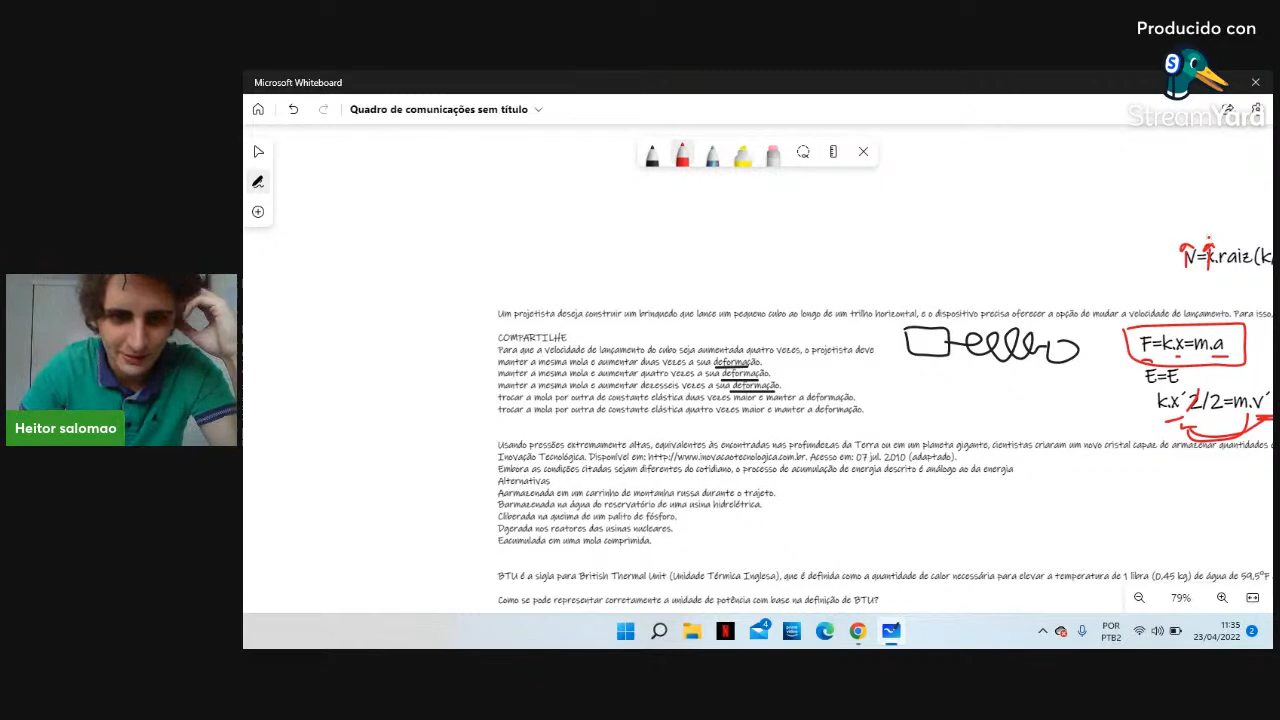 Producido con
S
StreamYard
Microsoft Whiteboard
Quadro de comunicações sem título
V=x.raiz(k/
Um projetista deseja construir um brinquedo que lance um pequeno cubo ao longo de um trilho horizontal, e o dispositivo precisa oferecer a opção de mudar a velocidade de lançamento. Para isso,
COMPARTILHE
Para que a velocidade de lançamento do cubo seja aumentada quatro vezes, o projetista deve
manter a mesma mola e aumentar duas vezes a sua deformação.
manter a mesma mola e aumentar quatro vezes a sua deformação.
manter a mesma mola e aumentar dezesseis vezes a sua deformação.
trocar a mola por outra de constante elástica duas vezes maior e manter a deformação.
trocar a mola por outra de constante elástica quatro vezes maior e manter a deformação.
F=k.x=m.a
E=E
k.x´2/2=m.v´
Usando pressões extremamente altas, equivalentes às encontradas nas profundezas da Terra ou em um planeta gigante, cientistas criaram um novo cristal capaz de armazenar quantidades
Inovação Tecnológica. Disponível em: http://www.inovacaotecnologica.com.br. Acesso em: 07 jul. 2010 (adaptado).
Embora as condições citadas sejam diferentes do cotidiano, o processo de acumulação de energia descrito é análogo ao da energia
Alternativas
Aarmazenada em um carrinho de montanha russa durante o trajeto.
Barmazenada na água do reservatório de uma usina hidrelétrica.
Cliberada na queima de um palito de fósforo.
Dgerada nos reatores das usinas nucleares.
Eacumulada em uma mola comprimida.
BTU é a sigla para British Thermal Unit (Unidade Térmica Inglesa), que é definida como a quantidade de calor necessária para elevar a temperatura de 1 libra (0,45 kg) de água de 59,5°F
Como se pode representar corretamente a unidade de potência com base na definição de BTU?
79%
Heitor salomao
4
POR
PTB2
11:35
23/04/2022
2